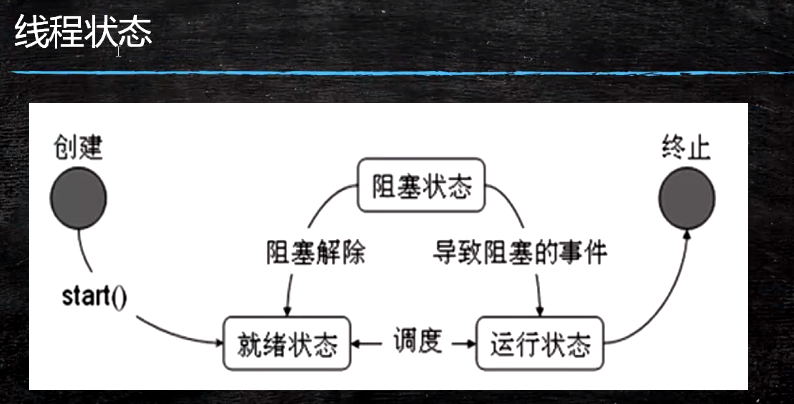 线程状态
创建
终止
阻塞状态
阻塞解除
导致阻塞的事件
start()
就绪状态
调度
运行状态